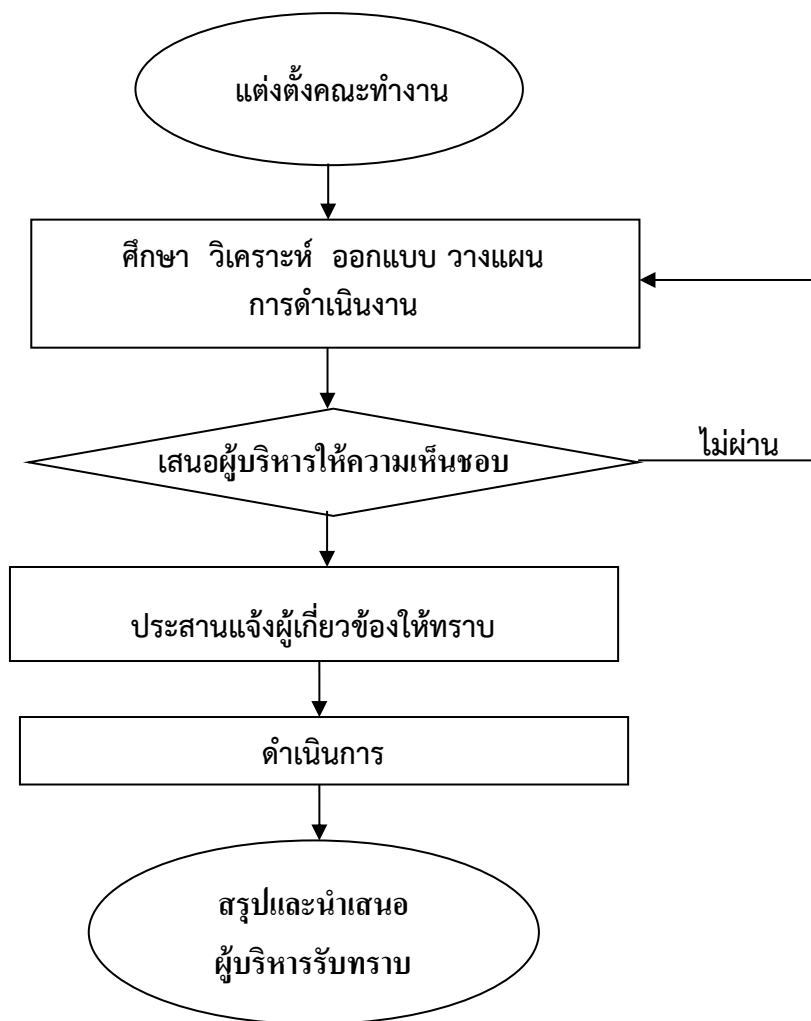 แต่งตั้งคณะทำงาน
ศึกษา วิเคราะห์ ออกแบบ วางแผน
การดำเนินงาน
เสนอผู้บริหารให้ความเห็นชอบ
ไม่ผ่าน
ประสานแจ้งผู้เกี่ยวข้องให้ทราบ
ดำเนินการ
สรุปและนำเสนอ
ผู้บริหารรับทราบ